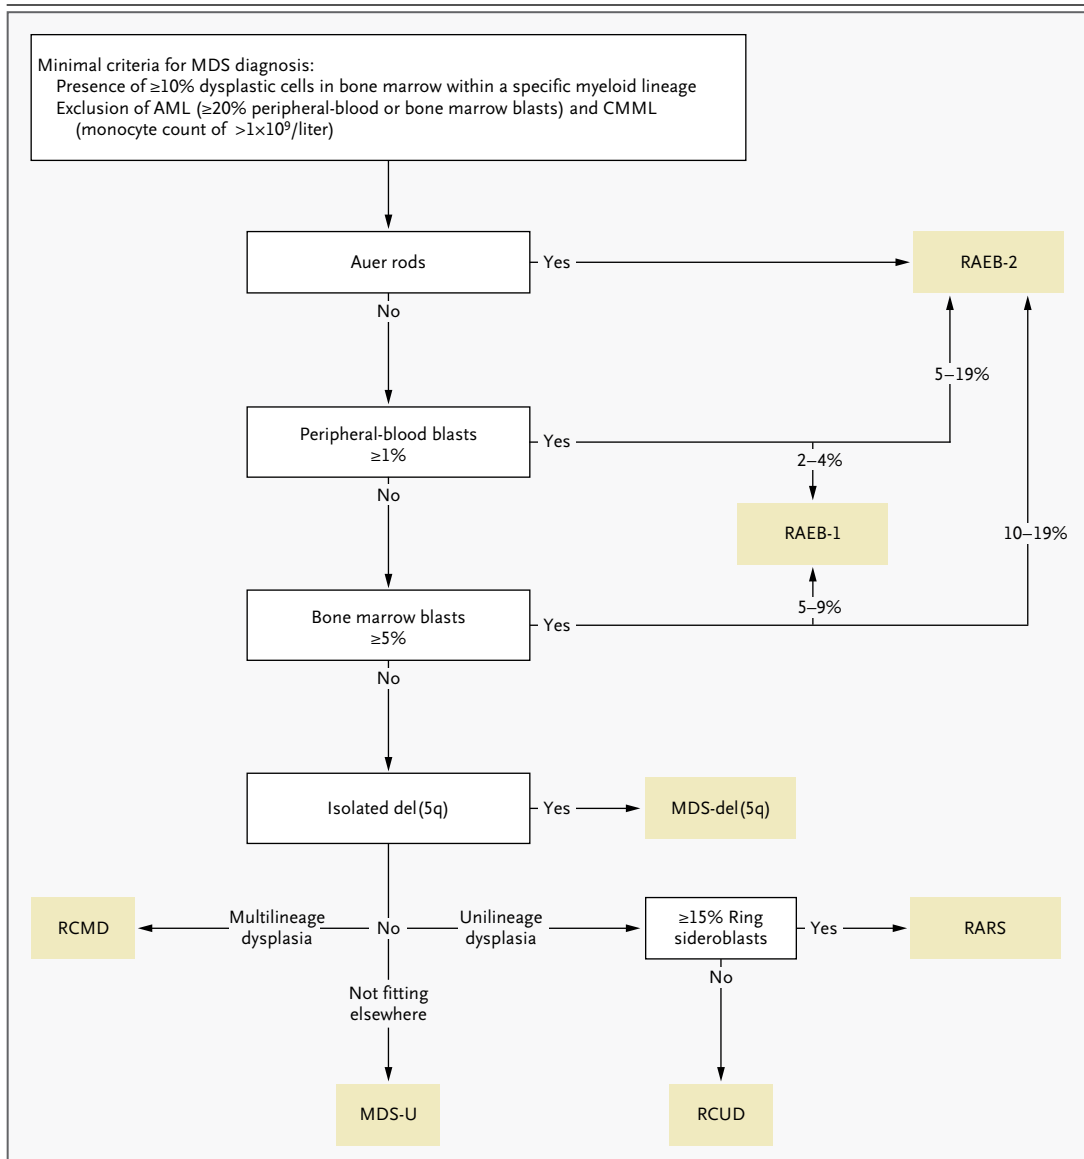 Minimal criteria for MDS diagnosis:
Presence of ≥10% dysplastic cells in bone marrow within a specific myeloid lineage
Exclusion of AML (≥20% peripheral-blood or bone marrow blasts) and CMML
(monocyte count of >1×10⁹/liter)
Auer rods
Yes
RAEB-2
No
5–19%
Peripheral-blood blasts
≥1%
Yes
2–4%
No
RAEB-1
10–19%
5–9%
Bone marrow blasts
≥5%
Yes
No
Isolated del(5q)
Yes
MDS-del(5q)
RCMD
Multilineage
dysplasia
No
Unilineage
dysplasia
≥15% Ring
sideroblasts
Yes
RARS
No
Not fitting
elsewhere
MDS-U
RCUD